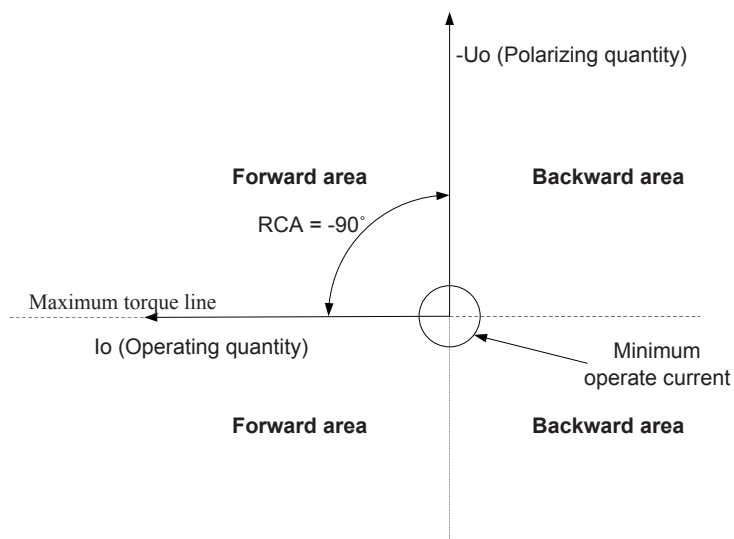 -Uo (Polarizing quantity)
Forward area
Backward area
RCA = -90°
Maximum torque line
Io (Operating quantity)
Minimum
operate current
Forward area
Backward area